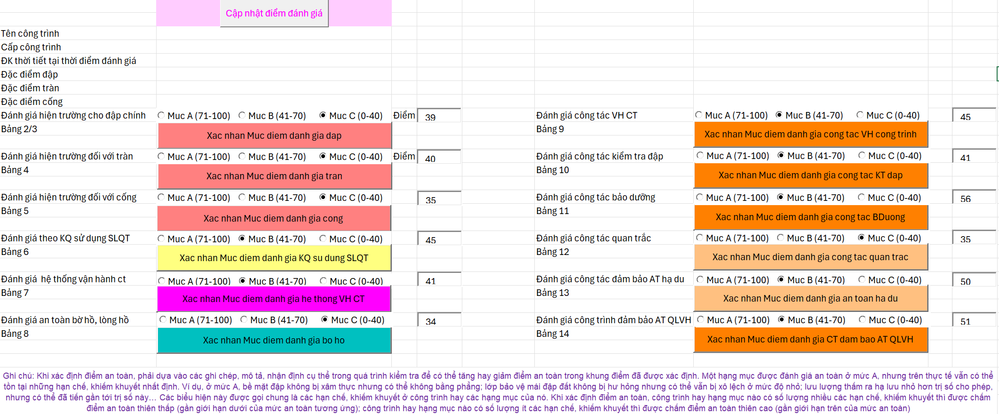 Cập nhật điểm đánh giá
Tên công trình
Cấp công trình
ĐK thời tiết tại thời điểm đánh giá
Đặc điểm đập
Đặc điểm tràn
Đặc điểm cống
Đánh giá hiện trường cho đập chính
Muc A (71-100) Muc B (41-70) Muc C (0-40) Điểm 39
Bảng 2/3
Xac nhan Muc diem danh gia dap
Đánh giá hiện trường đối với tràn
Muc A (71-100) Muc B (41-70) Muc C (0-40) Điểm 40
Bảng 4
Xac nhan Muc diem danh gia tran
Đánh giá hiện trường đối với cống
Muc A (71-100) Muc B (41-70) Muc C (0-40) 35
Bảng 5
Xac nhan Muc diem danh gia cong
Đánh giá theo KQ sử dụng SLQT
Muc A (71-100) Muc B (41-70) Muc C (0-40) 45
Bảng 6
Xac nhan Muc diem danh gia KQ su dung SLQT
Đánh giá hệ thống vận hành ct
Muc A (71-100) Muc B (41-70) Muc C (0-40) 41
Bảng 7
Xac nhan Muc diem danh gia he thong VH CT
Đánh giá an toàn bờ hồ, lòng hồ
Muc A (71-100) Muc B (41-70) Muc C (0-40) 34
Bảng 8
Xac nhan Muc diem danh gia bo ho
Đánh giá công tác VH CT
Muc A (71-100) Muc B (41-70) Muc C (0-40) 45
Bảng 9
Xac nhan Muc diem danh gia cong tac VH cong trinh
Đánh giá công tác kiểm tra đập
Muc A (71-100) Muc B (41-70) Muc C (0-40) 41
Bảng 10
Xac nhan Muc diem danh gia cong tac KT dap
Đánh giá công tác bảo dưỡng
Muc A (71-100) Muc B (41-70) Muc C (0-40) 56
Bảng 11
Xac nhan Muc diem danh gia cong tac BDuong
Đánh giá công tác quan trắc
Muc A (71-100) Muc B (41-70) Muc C (0-40) 35
Bảng 12
Xac nhan Muc diem danh gia cong tac quan trac
Đánh giá công tác đảm bảo AT hạ du
Muc A (71-100) Muc B (41-70) Muc C (0-40) 50
Bảng 13
Xac nhan Muc diem danh gia an toan ha du
Đánh giá công trình đảm bảo AT QLVH
Muc A (71-100) Muc B (41-70) Muc C (0-40) 51
Bảng 14
Xac nhan Muc diem danh gia CT dam bao AT QLVH
Ghi chú: Khi xác định điểm an toàn, phải dựa vào các ghi chép, mô tả, nhận định cụ thể trong quá trình kiểm tra để có thể tăng hay giảm điểm an toàn trong khung điểm đã được xác định. Một hạng mục được đánh giá an toàn ở mức A, nhưng trên thực tế vẫn có thể
tồn tại những hạn chế, khiếm khuyết nhất định. Ví dụ, ở mức A, bề mặt đập không bị xâm thực nhưng có thể không bằng phẳng; lớp bảo vệ mái đập đất không bị hư hỏng nhưng có thể vẫn bị xô lệch ở mức độ nhỏ; lưu lượng thấm ra hạ lưu nhỏ hơn trị số cho phép,
nhưng có thể đã tiến gần tới trị số này... Các biểu hiện này được gọi chung là các hạn chế, khiếm khuyết ở công trình hay các hạng mục của nó. Khi xác định điểm an toàn, công trình hay hạng mục nào có số lượng nhiều các hạn chế, khiếm khuyết thì được chấm
điểm an toàn thiên thấp (gần giới hạn dưới của mức an toàn tương ứng); công trình hay hạng mục nào có số lượng ít các hạn chế, khiếm khuyết thì được chấm điểm an toàn thiên cao (gần giới hạn trên của mức an toàn)